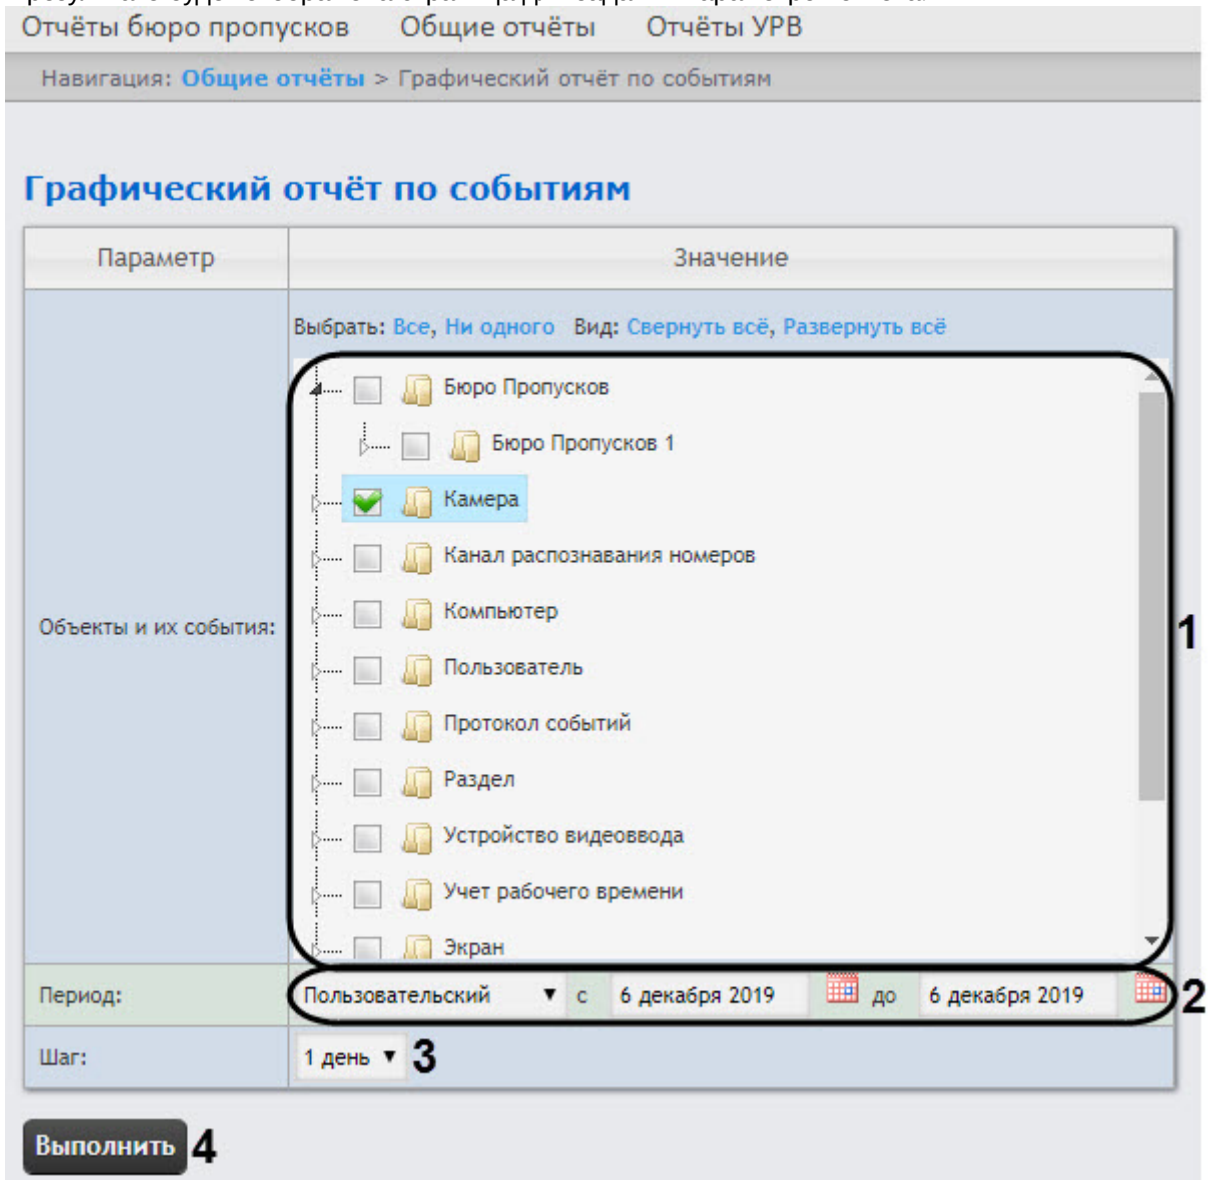 Отчёты бюро пропусков Общие отчёты Отчёты УРВ
Навигация: Общие отчёты > Графический отчёт по событиям
Графический отчёт по событиям
Параметр Значение
Выбрать: Все, Ни одного Вид: Свернуть всё, Развернуть всё
Бюро Пропусков
Бюро Пропусков 1
Камера
Канал распознавания номеров
Компьютер
Объекты и их события: 1
Пользователь
Протокол событий
Раздел
Устройство видеоввода
Учет рабочего времени
Экран
Период: Пользовательский с 6 декабря 2019 до 6 декабря 2019 2
Шаг: 1 день 3
Выполнить 4